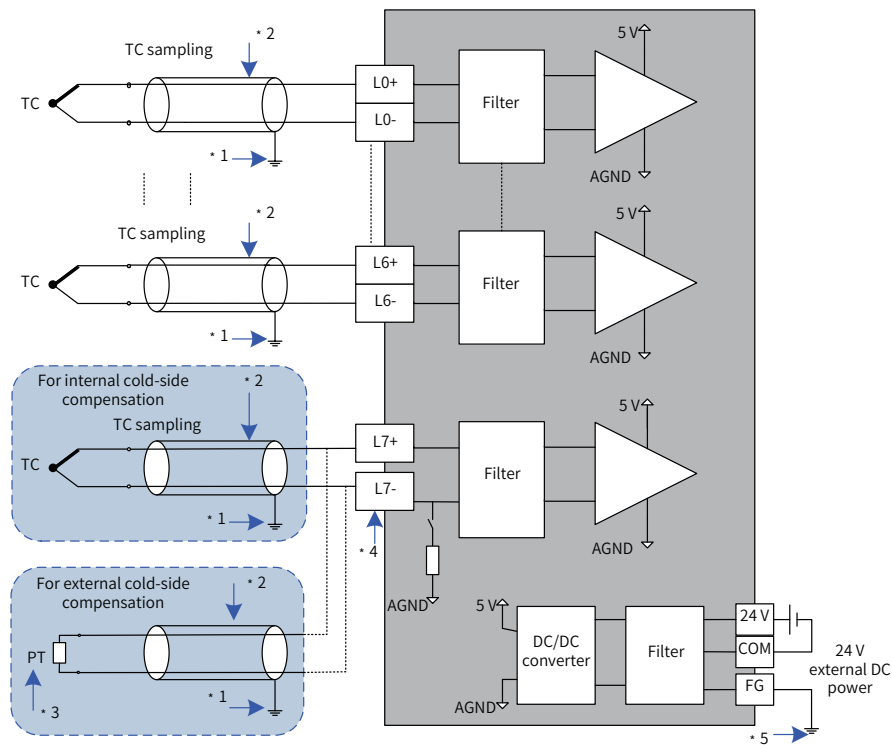 TC sampling
* 2
5 V
TC
L0+
L0-
Filter
* 1
AGND
TC sampling
* 2
5 V
TC
L6+
L6-
Filter
* 1
AGND
For internal cold-side
compensation
* 2
TC sampling
5 V
TC
L7+
L7-
Filter
* 1
* 4
AGND
For external cold-side
compensation
* 2
AGND
PT
* 1
* 3
5 V
DC/DC
converter
Filter
AGND
24 V
COM
FG
24 V
external DC
power
* 5